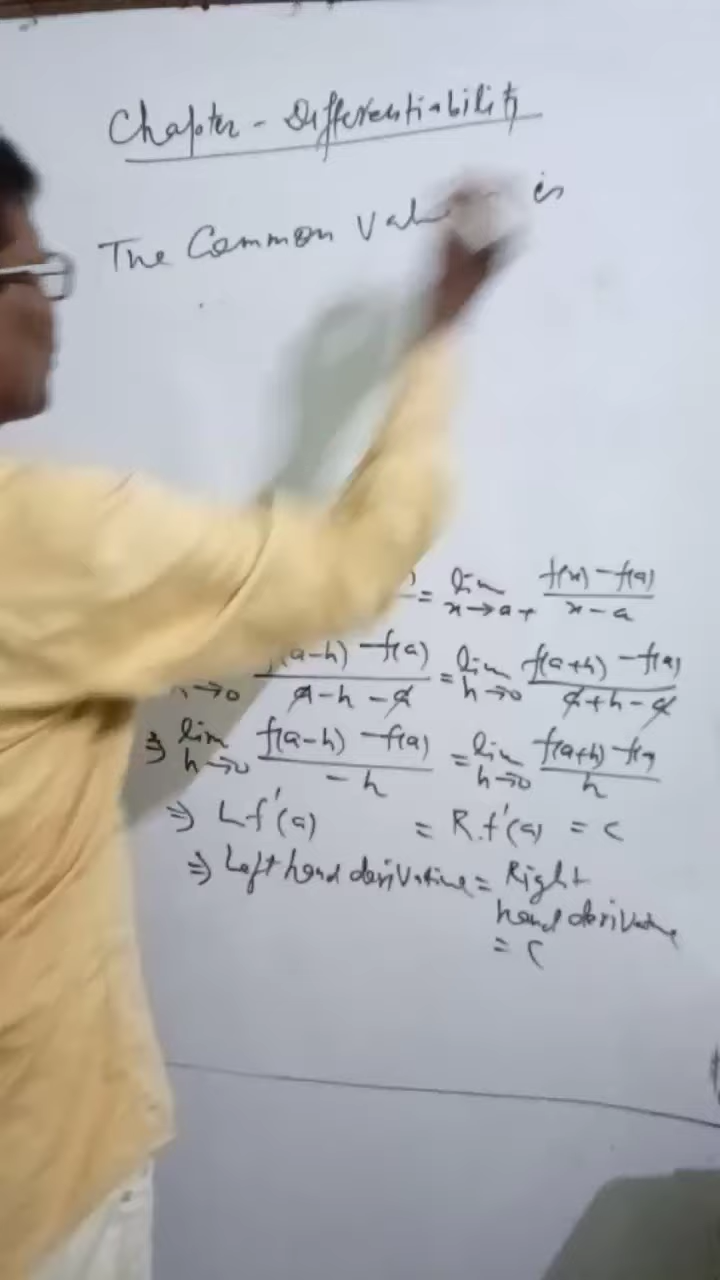 Chapter - Differentiability
The Common is
= lim x→a+ f(x) - f(a) / x - a
h→0 f(a-h) - f(a) / a - h - a = lim h→0 f(a+h) - f(a) / a + h - a
⇒ lim h→0 f(a-h) - f(a) / - h = lim h→0 f(a+h) - f(a) / h
⇒ Lf'(a) = R.f'(a) = c
⇒ Left hand derivative = Right
hand derivative
= c